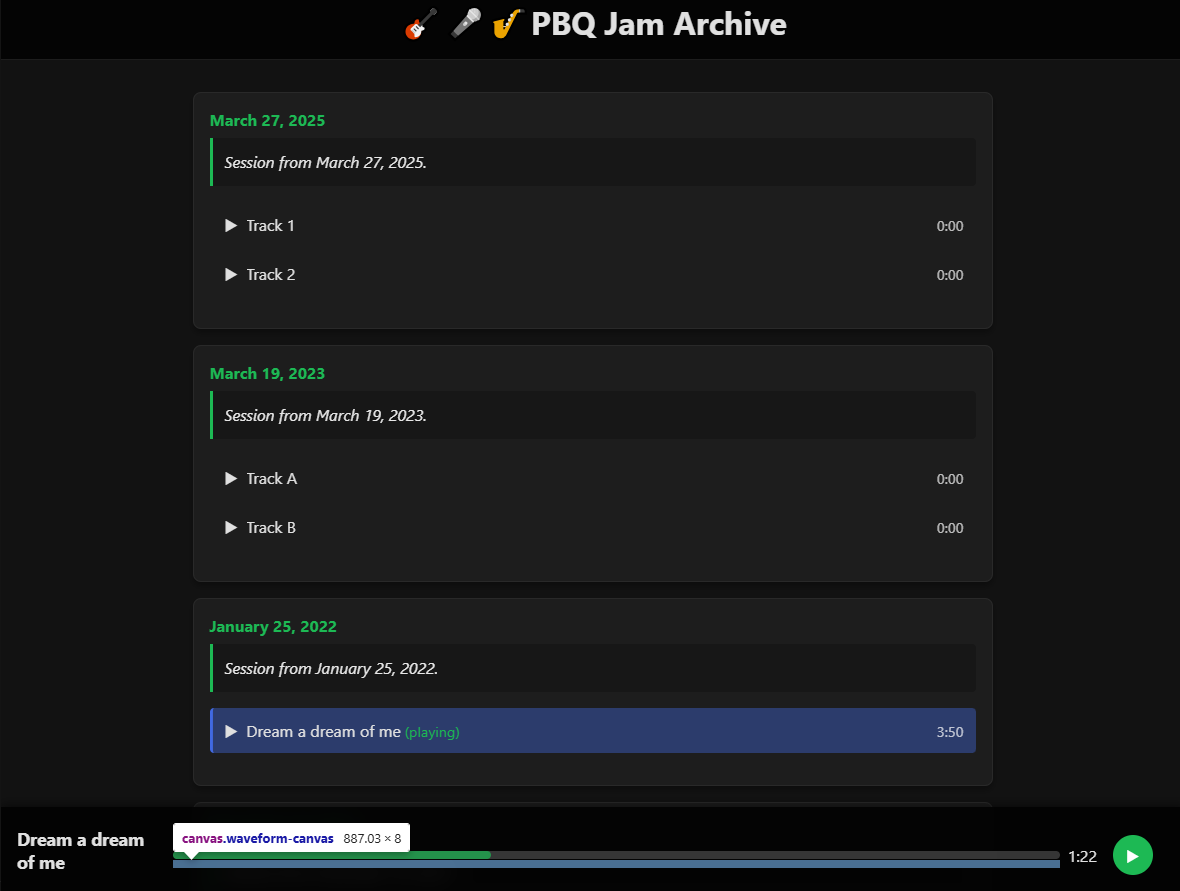 PBQ Jam Archive
March 27, 2025
Session from March 27, 2025.
Track 1 0:00
Track 2 0:00
March 19, 2023
Session from March 19, 2023.
Track A 0:00
Track B 0:00
January 25, 2022
Session from January 25, 2022.
Dream a dream of me (playing) 3:50
Dream a dream
of me
canvas.waveform-canvas 887.03 × 8
1:22